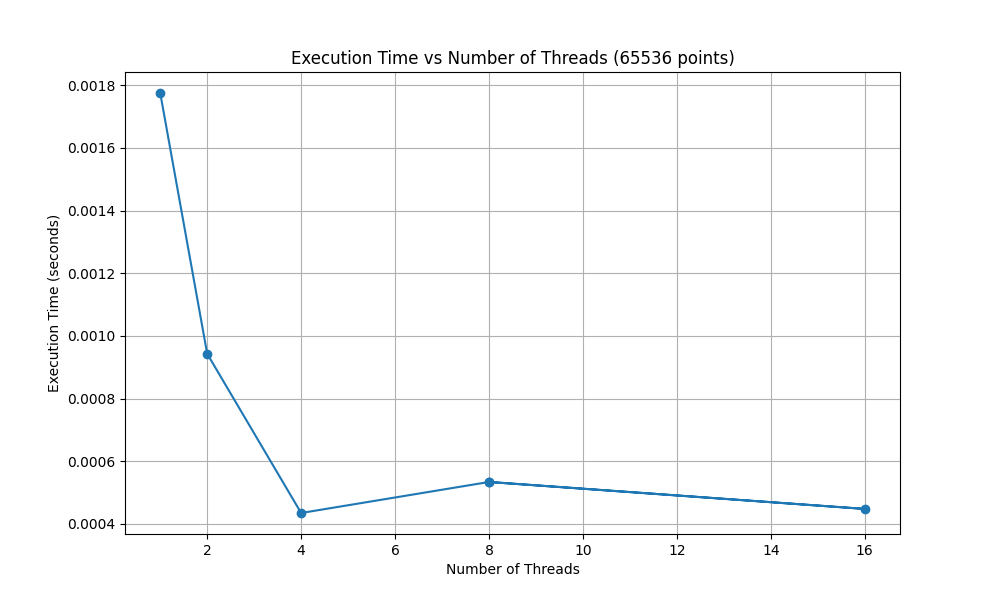 Execution Time vs Number of Threads (65536 points)
0.0018
0.0016
0.0014
0.0012
0.0010
0.0008
0.0006
0.0004
Execution Time (seconds)
2 4 6 8 10 12 14 16
Number of Threads